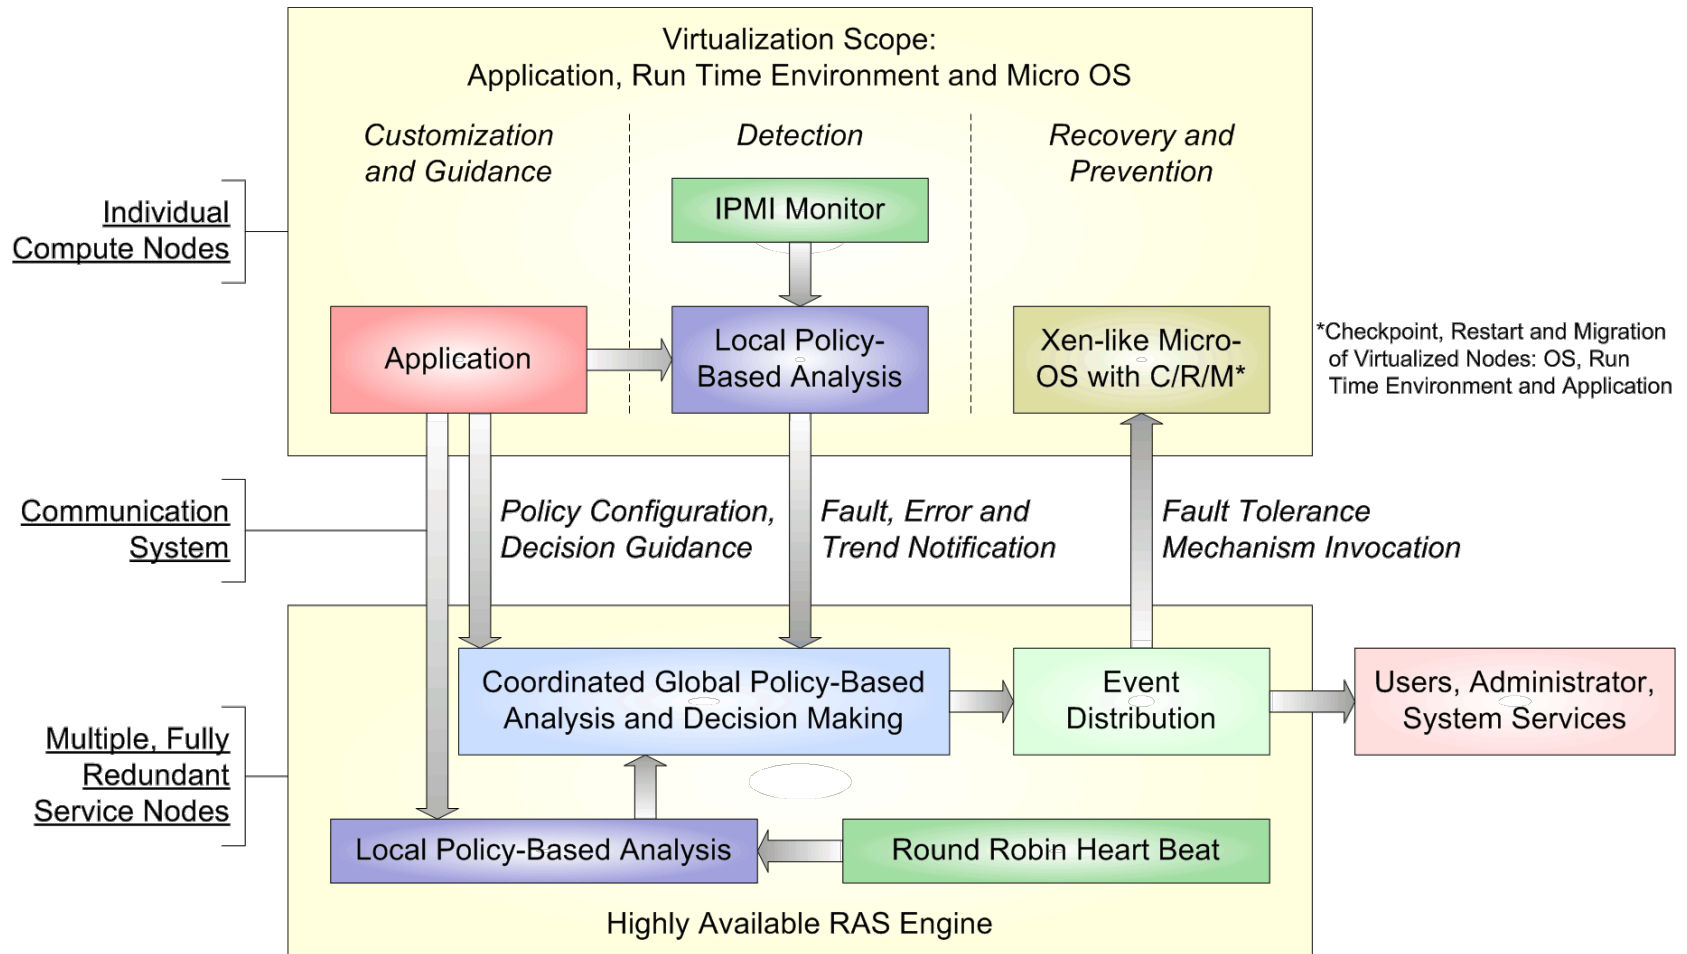 Virtualization Scope:
Application, Run Time Environment and Micro OS
Customization
and Guidance
Detection
Recovery and
Prevention
Individual
Compute Nodes
IPMI Monitor
Application
Local Policy-
Based Analysis
Xen-like Micro-
OS with C/R/M*
*Checkpoint, Restart and Migration
of Virtualized Nodes: OS, Run
Time Environment and Application
Communication
System
Policy Configuration,
Decision Guidance
Fault, Error and
Trend Notification
Fault Tolerance
Mechanism Invocation
Multiple, Fully
Redundant
Service Nodes
Coordinated Global Policy-Based
Analysis and Decision Making
Event
Distribution
Users, Administrator,
System Services
Local Policy-Based Analysis
Round Robin Heart Beat
Highly Available RAS Engine